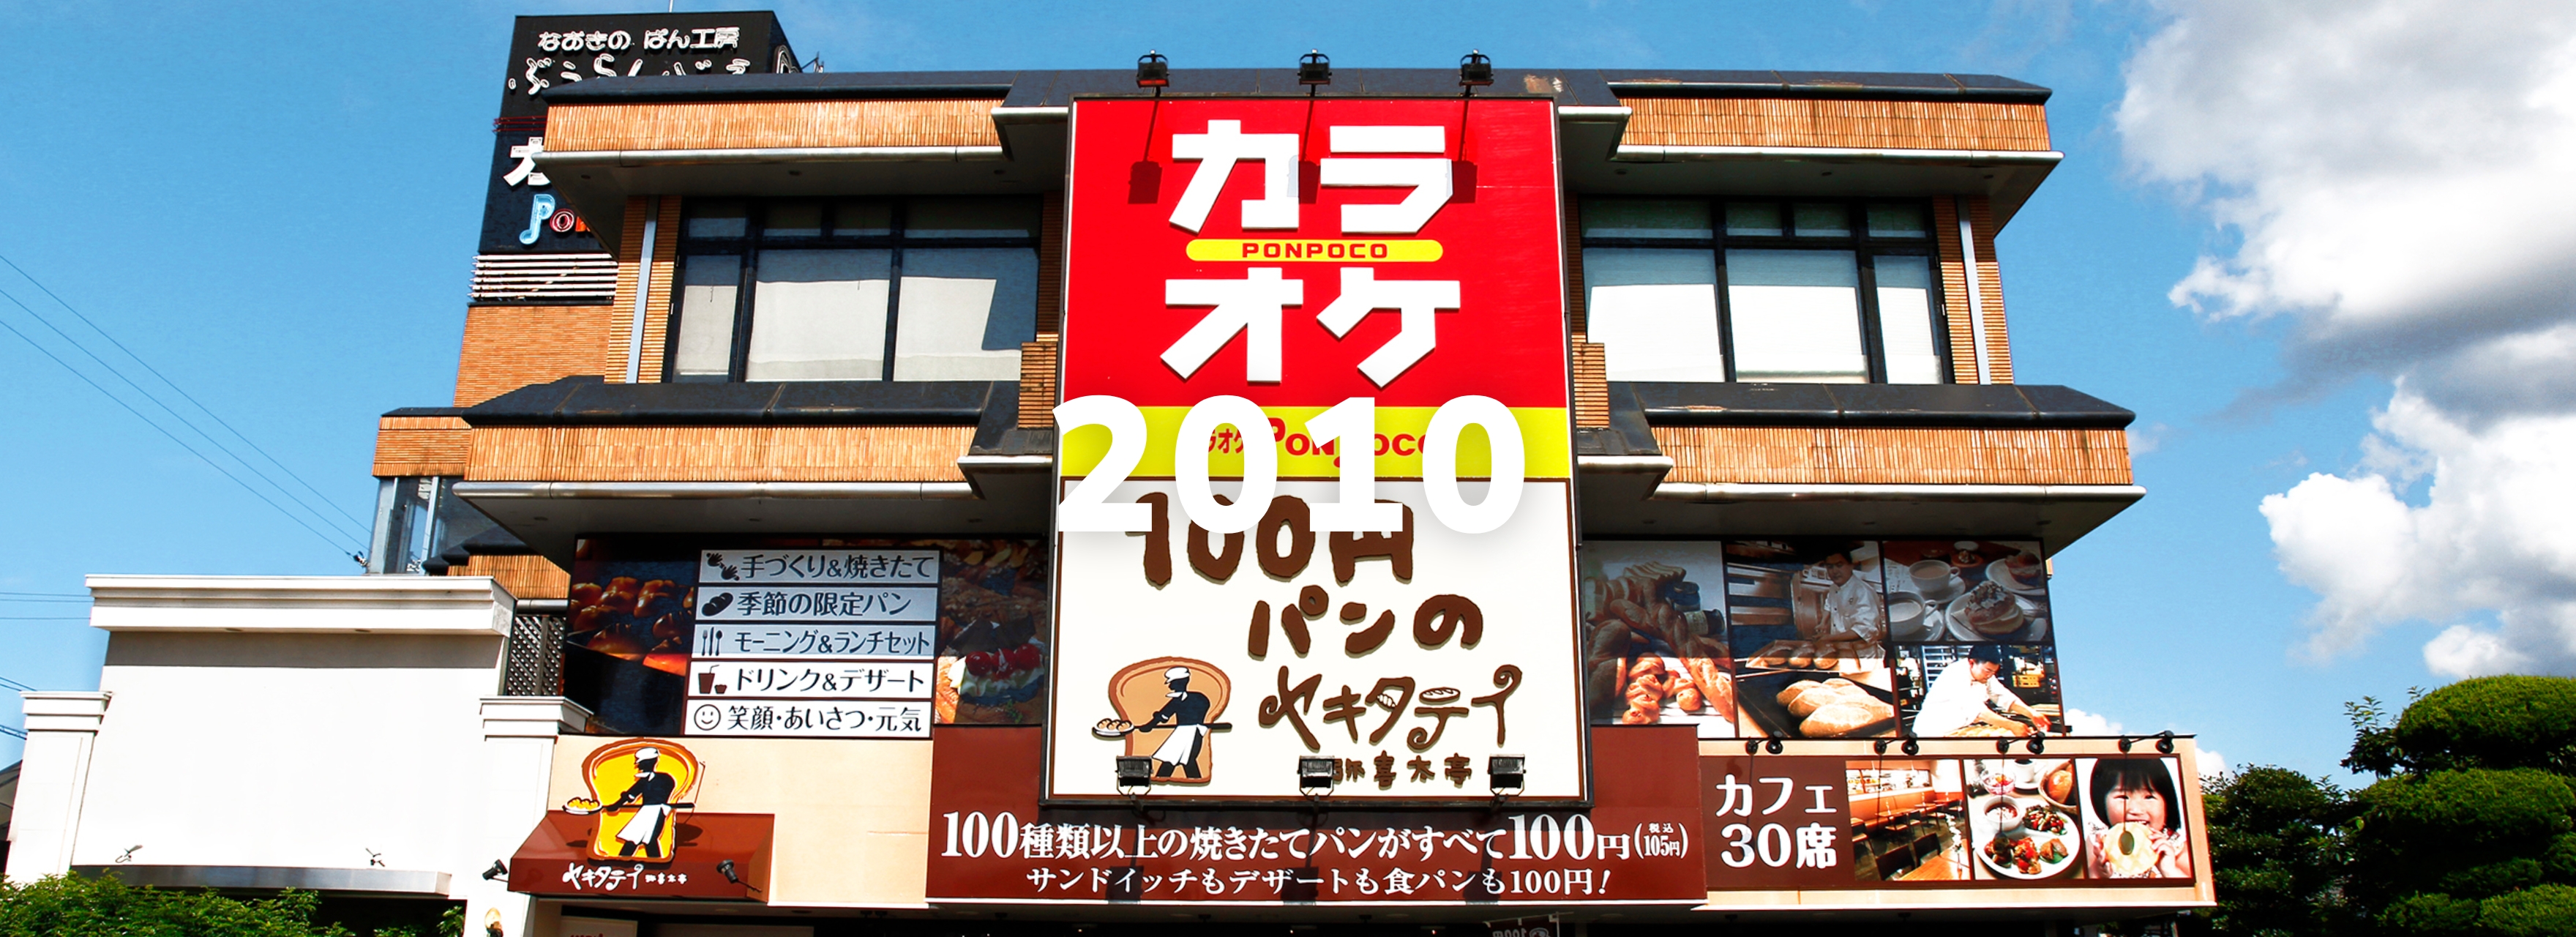 なおきの ぱん工房
カラ
PONPOCO
オケ
2010
100円
パンの
ヤキタテイ
弥喜太亭
手づくり&焼きたて
季節の限定パン
モーニング&ランチセット
ドリンク&デザート
笑顔・あいさつ・元気
ヤキタテイ
100種類以上の焼きたてパンがすべて100円(税込105円)
サンドイッチもデザートも食パンも100円!
カフェ
30席